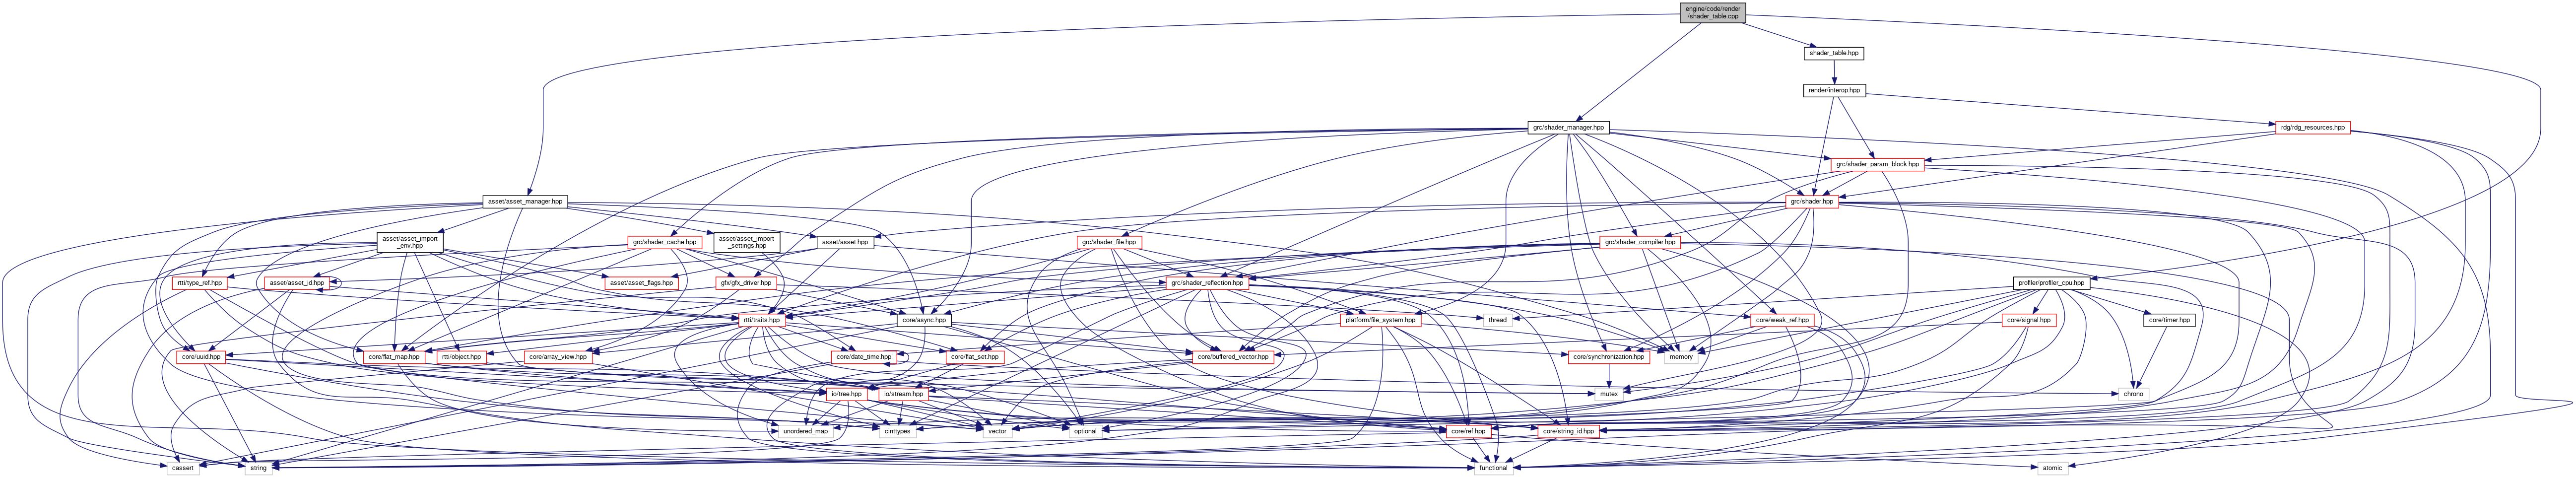 engine/code/render
/shader_table.cpp
shader_table.hpp
render/interop.hpp
grc/shader_manager.hpp
rdg/rdg_resources.hpp
grc/shader_param_block.hpp
asset/asset_manager.hpp
grc/shader.hpp
asset/asset_import
_env.hpp
grc/shader_cache.hpp
asset/asset_import
_settings.hpp
asset/asset.hpp
grc/shader_file.hpp
grc/shader_compiler.hpp
rtti/type_ref.hpp
asset/asset_id.hpp
asset/asset_flags.hpp
gfx/gfx_driver.hpp
grc/shader_reflection.hpp
profiler/profiler_cpu.hpp
rtti/traits.hpp
core/async.hpp
thread
platform/file_system.hpp
core/weak_ref.hpp
core/signal.hpp
core/timer.hpp
core/uuid.hpp
core/flat_map.hpp
rtti/object.hpp
core/array_view.hpp
core/date_time.hpp
core/flat_set.hpp
core/buffered_vector.hpp
core/synchronization.hpp
memory
io/tree.hpp
io/stream.hpp
mutex
chrono
unordered_map
cinttypes
vector
optional
core/ref.hpp
core/string_id.hpp
cassert
string
functional
atomic